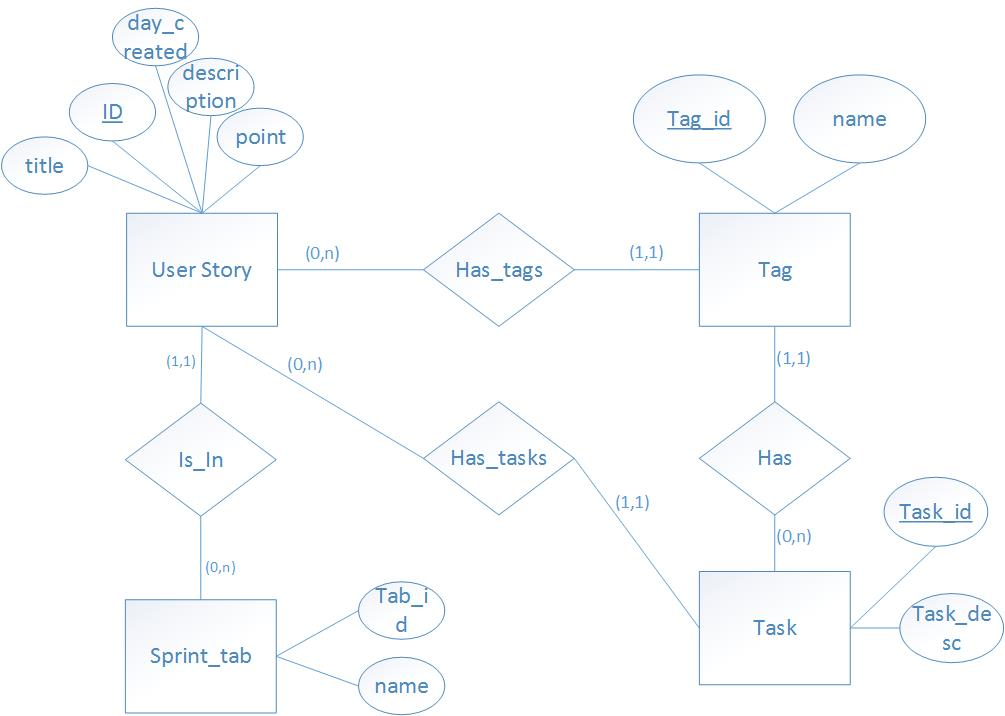 day_c
reated
descri
ption
ID
point
title
Tag_id
name
User Story
(0,n)
Has_tags
(1,1)
Tag
(1,1)
(0,n)
(1,1)
Is_In
Has_tasks
Has
(1,1)
Task_id
(0,n)
(0,n)
Tab_i
d
Task_de
sc
Sprint_tab
name
Task